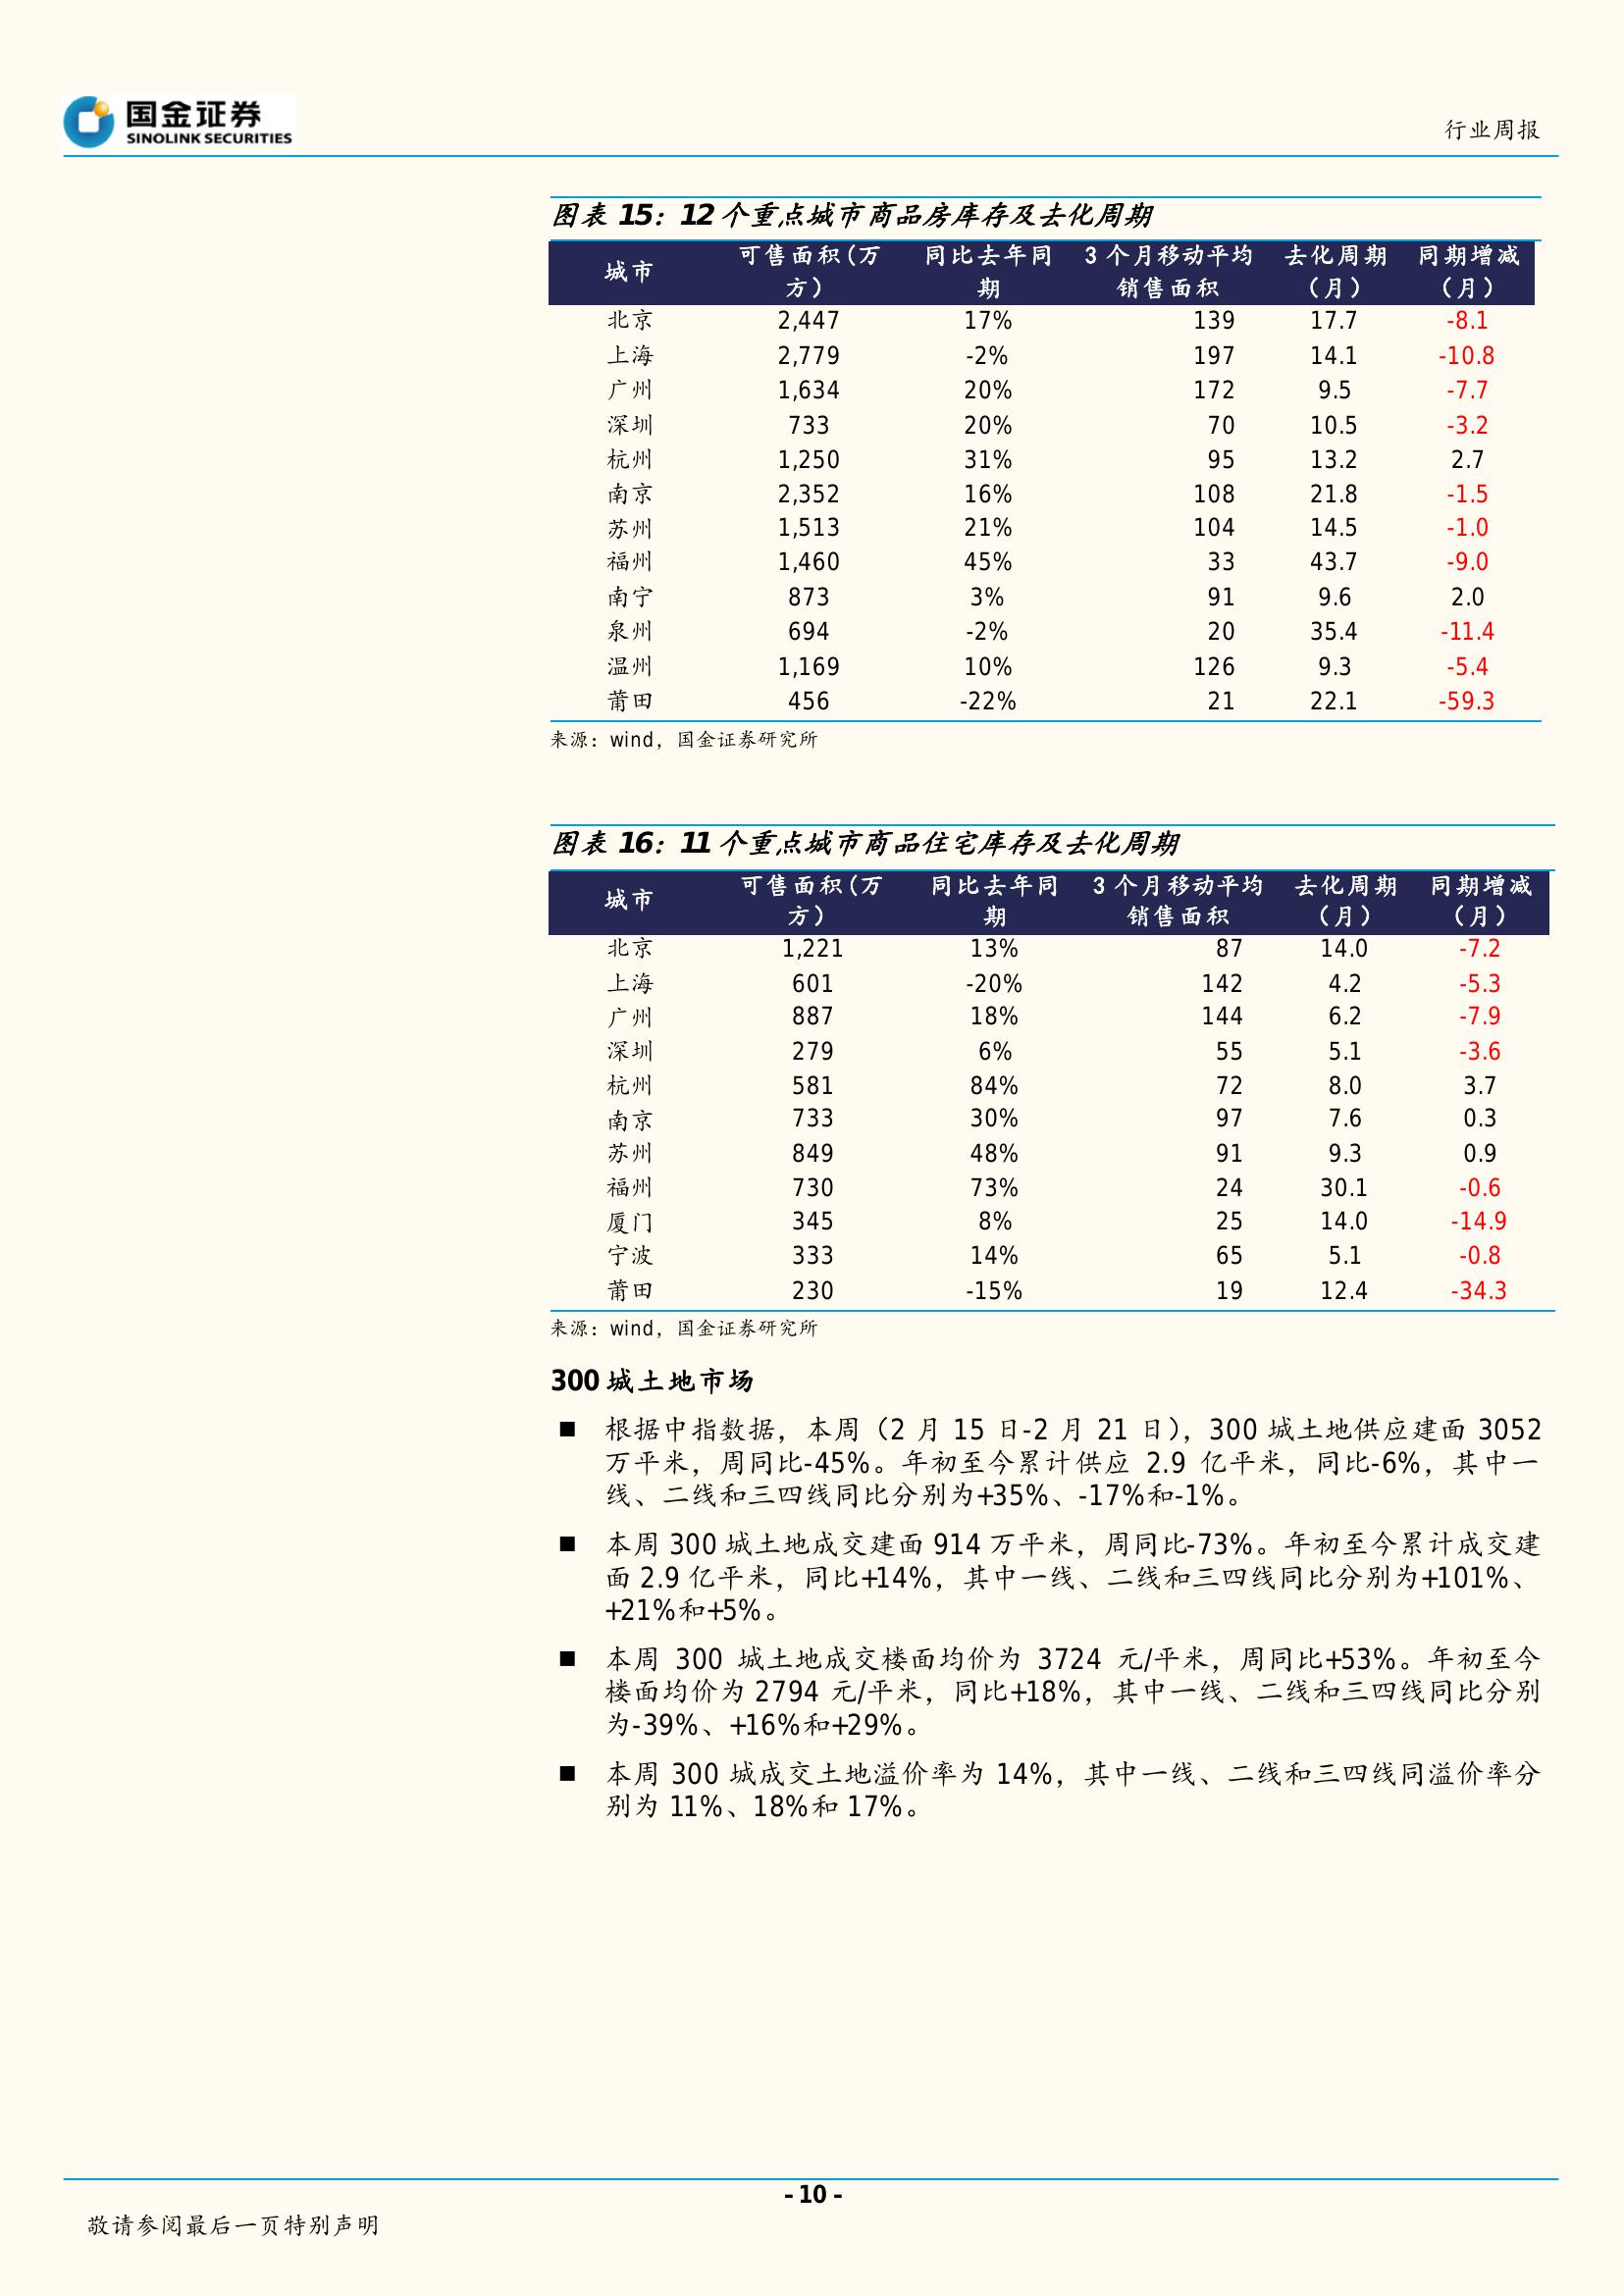 国金证券
SINOLINK SECURITIES
行业周报
图表 15：12 个重点城市商品房库存及去化周期
城市 可售面积(万方) 同比去年同期 3 个月移动平均销售面积 去化周期（月） 同期增减（月）
北京 2,447 17% 139 17.7 -8.1
上海 2,779 -2% 197 14.1 -10.8
广州 1,634 20% 172 9.5 -7.7
深圳 733 20% 70 10.5 -3.2
杭州 1,250 31% 95 13.2 2.7
南京 2,352 16% 108 21.8 -1.5
苏州 1,513 21% 104 14.5 -1.0
福州 1,460 45% 33 43.7 -9.0
南宁 873 3% 91 9.6 2.0
泉州 694 -2% 20 35.4 -11.4
温州 1,169 10% 126 9.3 -5.4
莆田 456 -22% 21 22.1 -59.3
来源：wind，国金证券研究所
图表 16：11 个重点城市商品住宅库存及去化周期
城市 可售面积(万方) 同比去年同期 3 个月移动平均销售面积 去化周期（月） 同期增减（月）
北京 1,221 13% 87 14.0 -7.2
上海 601 -20% 142 4.2 -5.3
广州 887 18% 144 6.2 -7.9
深圳 279 6% 55 5.1 -3.6
杭州 581 84% 72 8.0 3.7
南京 733 30% 97 7.6 0.3
苏州 849 48% 91 9.3 0.9
福州 730 73% 24 30.1 -0.6
厦门 345 8% 25 14.0 -14.9
宁波 333 14% 65 5.1 -0.8
莆田 230 -15% 19 12.4 -34.3
来源：wind，国金证券研究所
300 城土地市场
■ 根据中指数据，本周（2 月 15 日-2 月 21 日），300 城土地供应建面 3052
万平米，周同比-45%。年初至今累计供应 2.9 亿平米，同比-6%，其中一
线、二线和三四线同比分别为+35%、-17%和-1%。
■ 本周 300 城土地成交建面 914 万平米，周同比-73%。年初至今累计成交建
面 2.9 亿平米，同比+14%，其中一线、二线和三四线同比分别为+101%、
+21%和+5%。
■ 本周 300 城土地成交楼面均价为 3724 元/平米，周同比+53%。年初至今
楼面均价为 2794 元/平米，同比+18%，其中一线、二线和三四线同比分别
为-39%、+16%和+29%。
■ 本周 300 城成交土地溢价率为 14%，其中一线、二线和三四线同溢价率分
别为 11%、18%和 17%。
- 10 -
敬请参阅最后一页特别声明